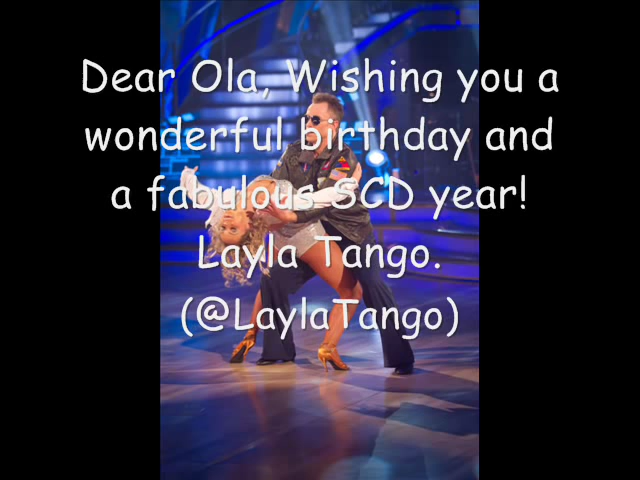 Dear Ola, Wishing you a
wonderful birthday and
a fabulous SCD year!
Layla Tango.
(@LaylaTango)